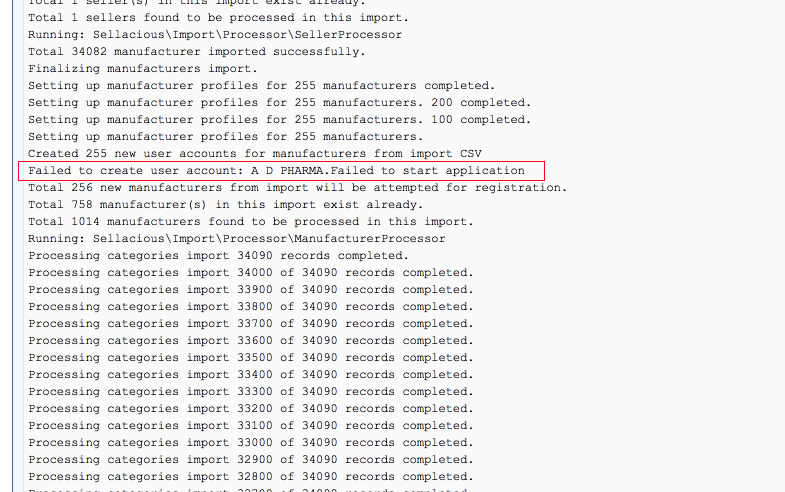 Total 1 seller(s) in this import exist already.
Total 1 sellers found to be processed in this import.
Running: Sellacious\Import\Processor\SellerProcessor
Total 34082 manufacturer imported successfully.
Finalizing manufacturers import.
Setting up manufacturer profiles for 255 manufacturers completed.
Setting up manufacturer profiles for 255 manufacturers. 200 completed.
Setting up manufacturer profiles for 255 manufacturers. 100 completed.
Setting up manufacturer profiles for 255 manufacturers.
Created 255 new user accounts for manufacturers from import CSV
Failed to create user account: A D PHARMA.Failed to start application
Total 256 new manufacturers from import will be attempted for registration.
Total 758 manufacturer(s) in this import exist already.
Total 1014 manufacturers found to be processed in this import.
Running: Sellacious\Import\Processor\ManufacturerProcessor
Processing categories import 34090 records completed.
Processing categories import 34000 of 34090 records completed.
Processing categories import 33900 of 34090 records completed.
Processing categories import 33800 of 34090 records completed.
Processing categories import 33700 of 34090 records completed.
Processing categories import 33600 of 34090 records completed.
Processing categories import 33500 of 34090 records completed.
Processing categories import 33400 of 34090 records completed.
Processing categories import 33300 of 34090 records completed.
Processing categories import 33200 of 34090 records completed.
Processing categories import 33100 of 34090 records completed.
Processing categories import 33000 of 34090 records completed.
Processing categories import 32900 of 34090 records completed.
Processing categories import 32800 of 34090 records completed.